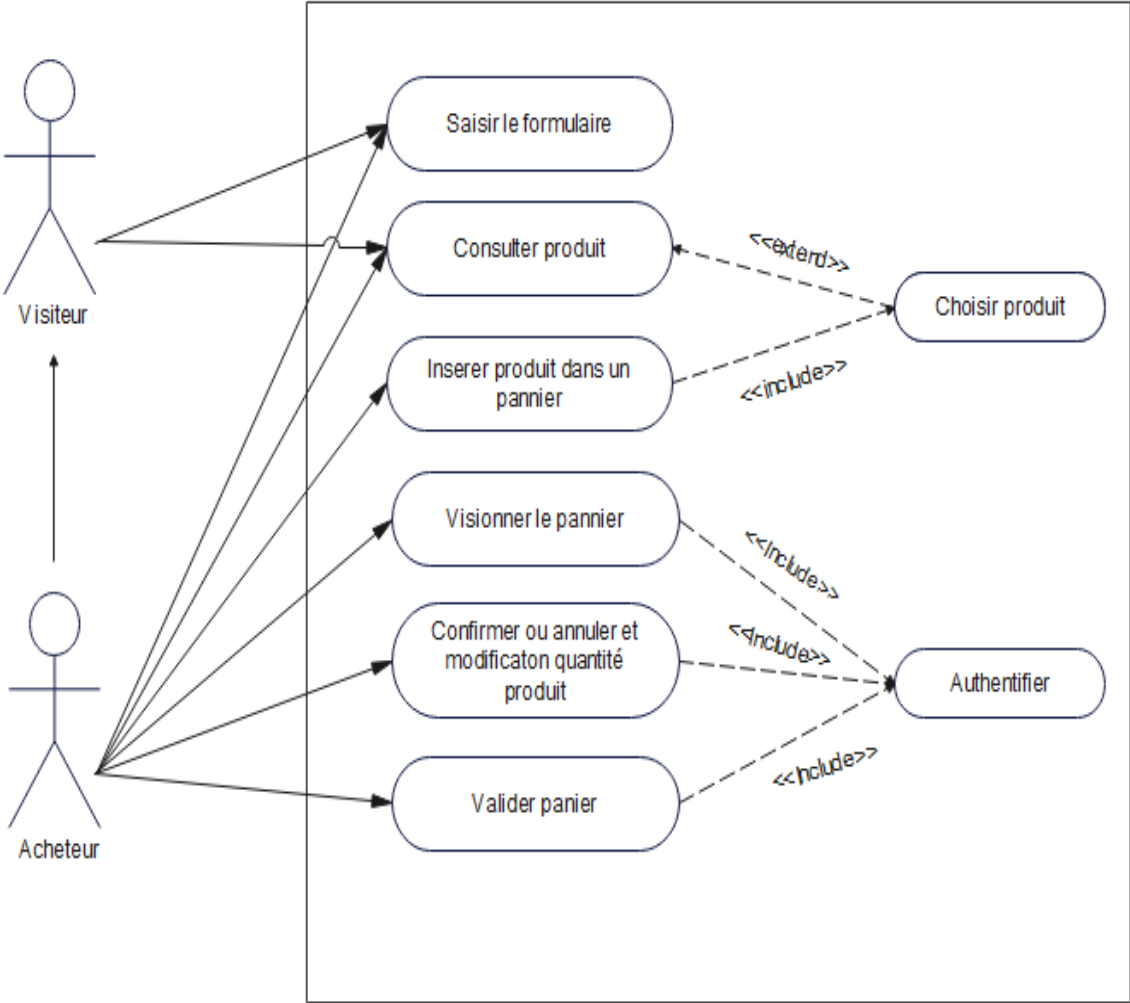 Saisir le formulaire
Consulter produit
<<extend>>
Visiteur
Choisir produit
Inserer produit dans un
pannier
<<include>>
Visionner le pannier
<<Include>>
Confirmer ou annuler et
modificaton quantité
produit
<<Include>>
Authentifier
<<Include>>
Valider panier
Acheteur